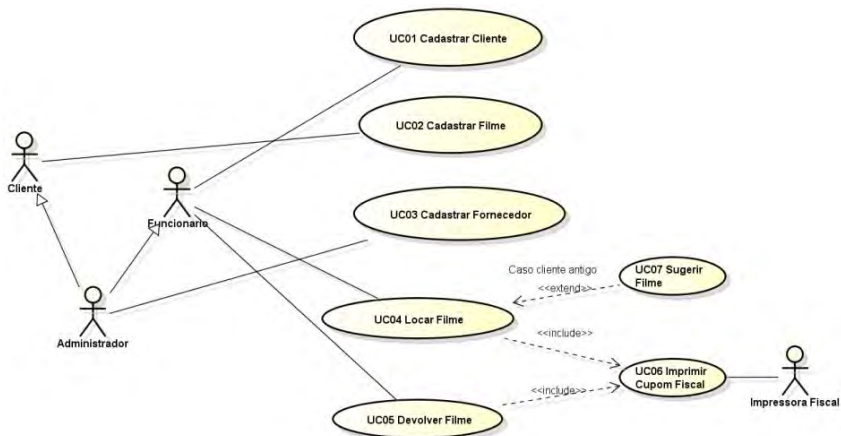 UC01 Cadastrar Cliente
UC02 Cadastrar Filme
Cliente
Funcionario
UC03 Cadastrar Fornecedor
Caso cliente antigo
<<extend>>
UC07 Sugerir
Filme
Administrador
UC04 Locar Filme
<<include>>
UC06 Imprimir
Cupom Fiscal
<<include>>
Impressora Fiscal
UC05 Devolver Filme